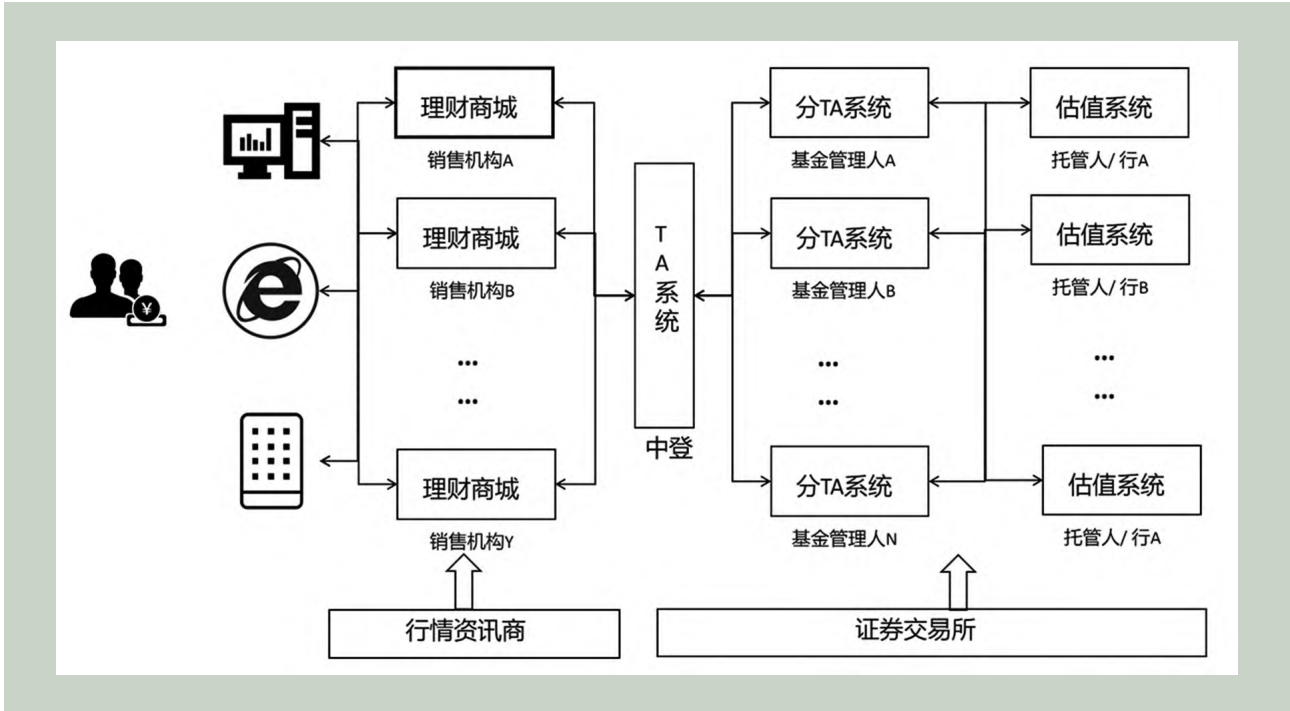 理财商城
销售机构A
理财商城
销售机构B
...
...
理财商城
销售机构Y
行情资讯商
¥
TA系统
中登
分TA系统
基金管理人A
分TA系统
基金管理人B
...
...
分TA系统
基金管理人N
估值系统
托管人/ 行A
估值系统
托管人/ 行B
...
...
估值系统
托管人/ 行A
证券交易所